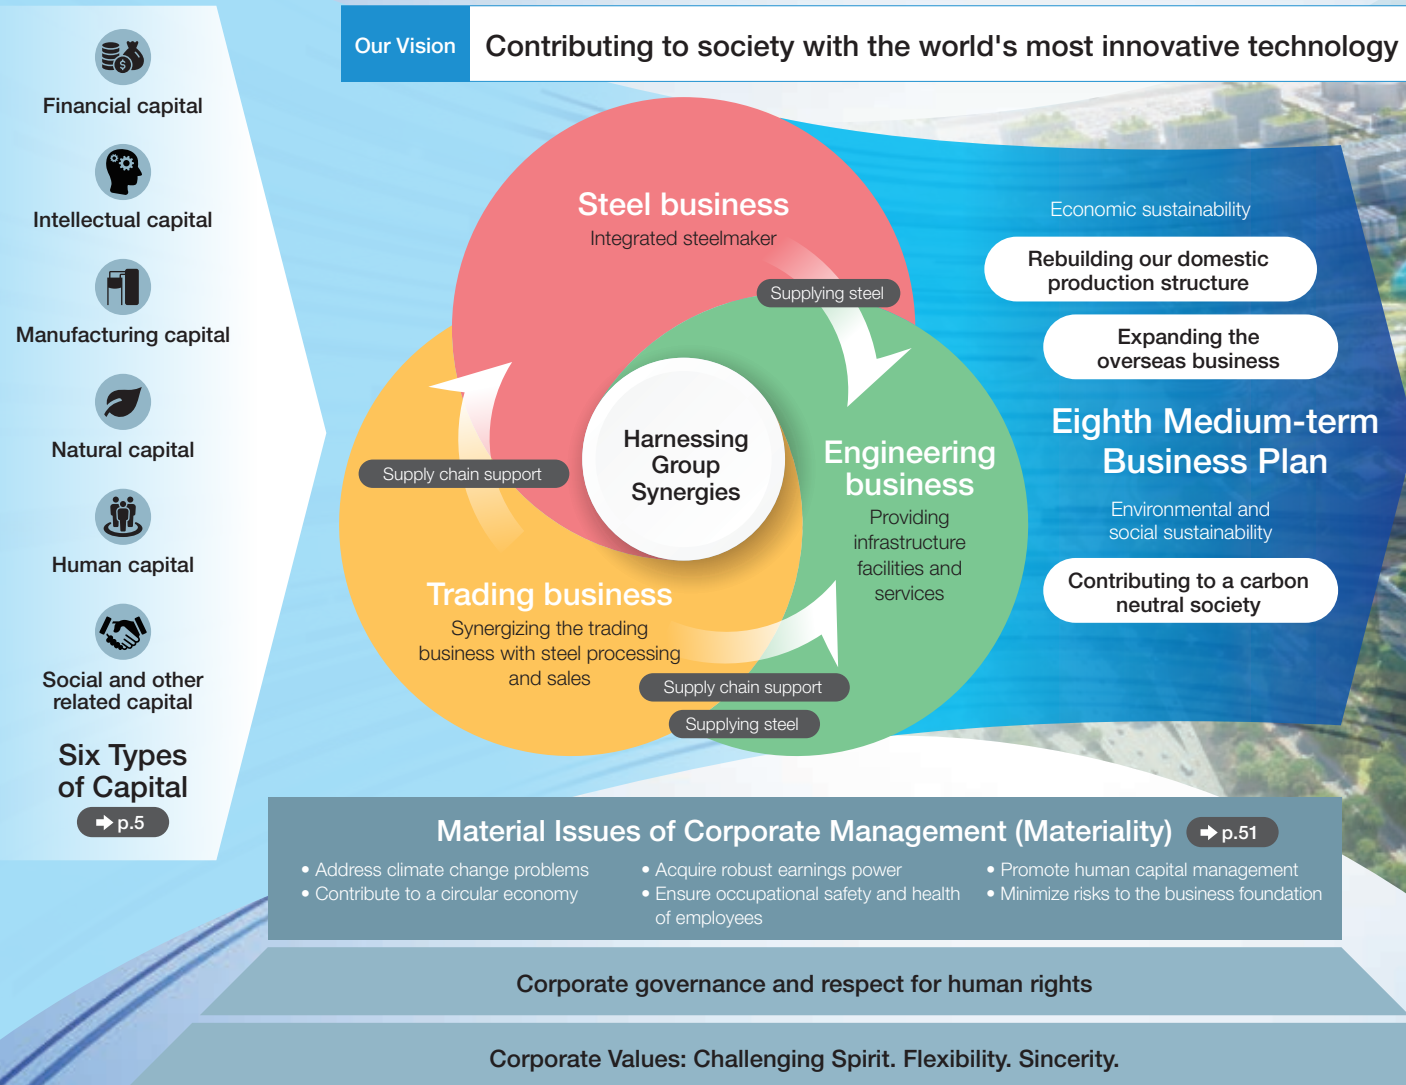 Financial capital
Intellectual capital
Manufacturing capital
Natural capital
Human capital
Social and other
related capital
Six Types
of Capital
p.5
Our Vision
Contributing to society with the world's most innovative technology
Steel business
Integrated steelmaker
Supplying steel
Harnessing
Group
Synergies
Supply chain support
Engineering
business
Providing
infrastructure
facilities and
services
Trading business
Synergizing the trading
business with steel processing
and sales
Supply chain support
Supplying steel
Economic sustainability
Rebuilding our domestic
production structure
Expanding the
overseas business
Eighth Medium-term
Business Plan
Environmental and
social sustainability
Contributing to a carbon
neutral society
Material Issues of Corporate Management (Materiality)
p.51
• Address climate change problems
• Contribute to a circular economy
• Acquire robust earnings power
• Ensure occupational safety and health
of employees
• Promote human capital management
• Minimize risks to the business foundation
Corporate governance and respect for human rights
Corporate Values: Challenging Spirit. Flexibility. Sincerity.